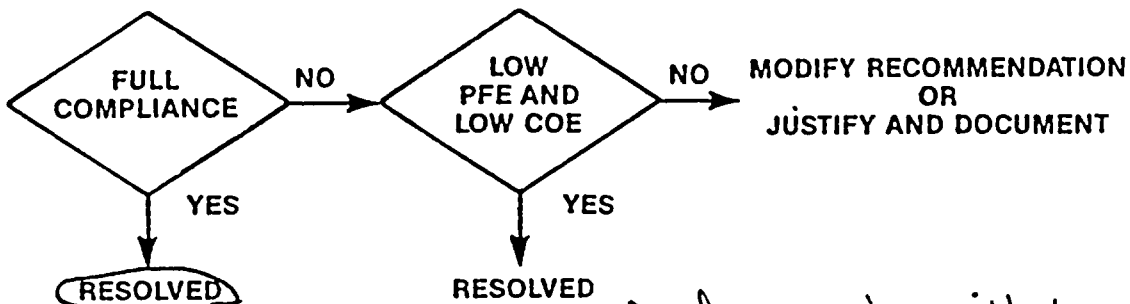 FULL
COMPLIANCE
NO
LOW
PFE AND
LOW COE
NO
MODIFY RECOMMENDATION
OR
JUSTIFY AND DOCUMENT
YES
YES
RESOLVED
RESOLVED